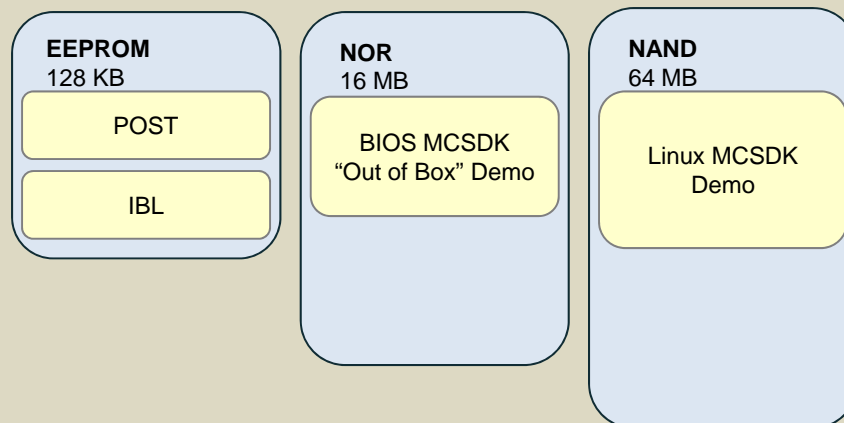 EEPROM
128 KB
POST
IBL
NOR
16 MB
BIOS MCSDK
“Out of Box” Demo
NAND
64 MB
Linux MCSDK
Demo